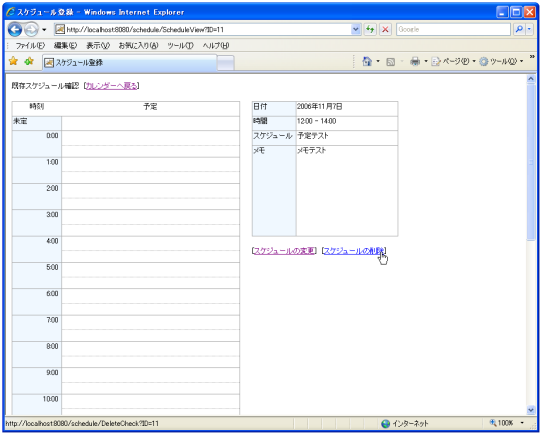 スケジュール登録 - Windows Internet Explorer
http://localhost:8080/schedule/ScheduleView?ID=11
Google
ファイル(F) 編集(E) 表示(V) お気に入り(A) ツール(T) ヘルプ(H)
スケジュール登録
ページ(P) ツール(O)
既存スケジュール確認 [カレンダーへ戻る]
時刻 予定
未定
0:00
1:00
2:00
3:00
4:00
5:00
6:00
7:00
8:00
9:00
10:00
日付 2006年11月7日
時間 12:00 - 14:00
スケジュール 予定テスト
メモ メモテスト
[スケジュールの変更] [スケジュールの削除]
http://localhost:8080/schedule/DeleteCheck?ID=11
インターネット
100%